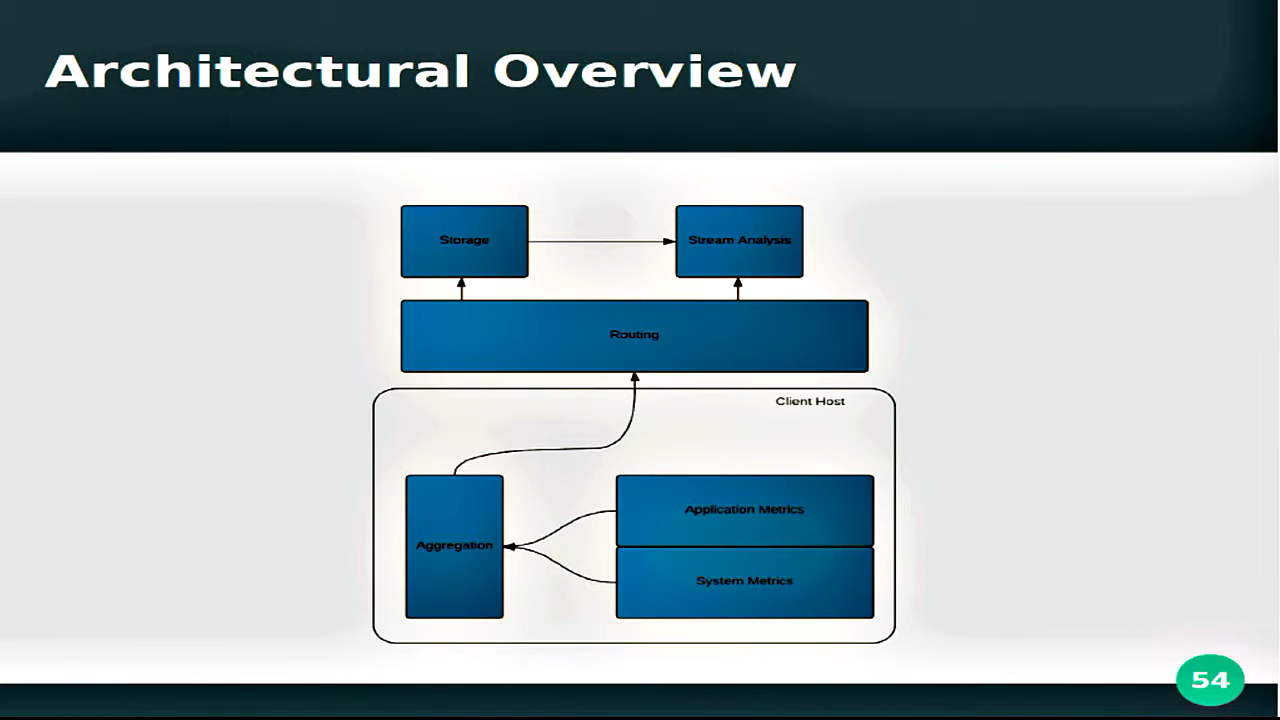 Architectural Overview
Storage
Stream Analysis
Routing
Client Host
Aggregation
Application Metrics
System Metrics
54